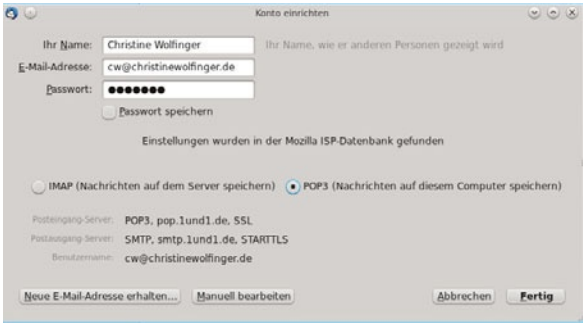 Konto einrichten
Ihr Name: Christine Wolfinger Ihr Name, wie er anderen Personen gezeigt wird
E-Mail-Adresse: cw@christinewolfinger.de
Passwort: ●●●●●●●
Passwort speichern
Einstellungen wurden in der Mozilla ISP-Datenbank gefunden
IMAP (Nachrichten auf dem Server speichern) POP3 (Nachrichten auf diesem Computer speichern)
Posteingang-Server: POP3, pop.1und1.de, SSL
Postausgang-Server: SMTP, smtp.1und1.de, STARTTLS
Benutzername: cw@christinewolfinger.de
Neue E-Mail-Adresse erhalten... Manuell bearbeiten Abbrechen Fertig